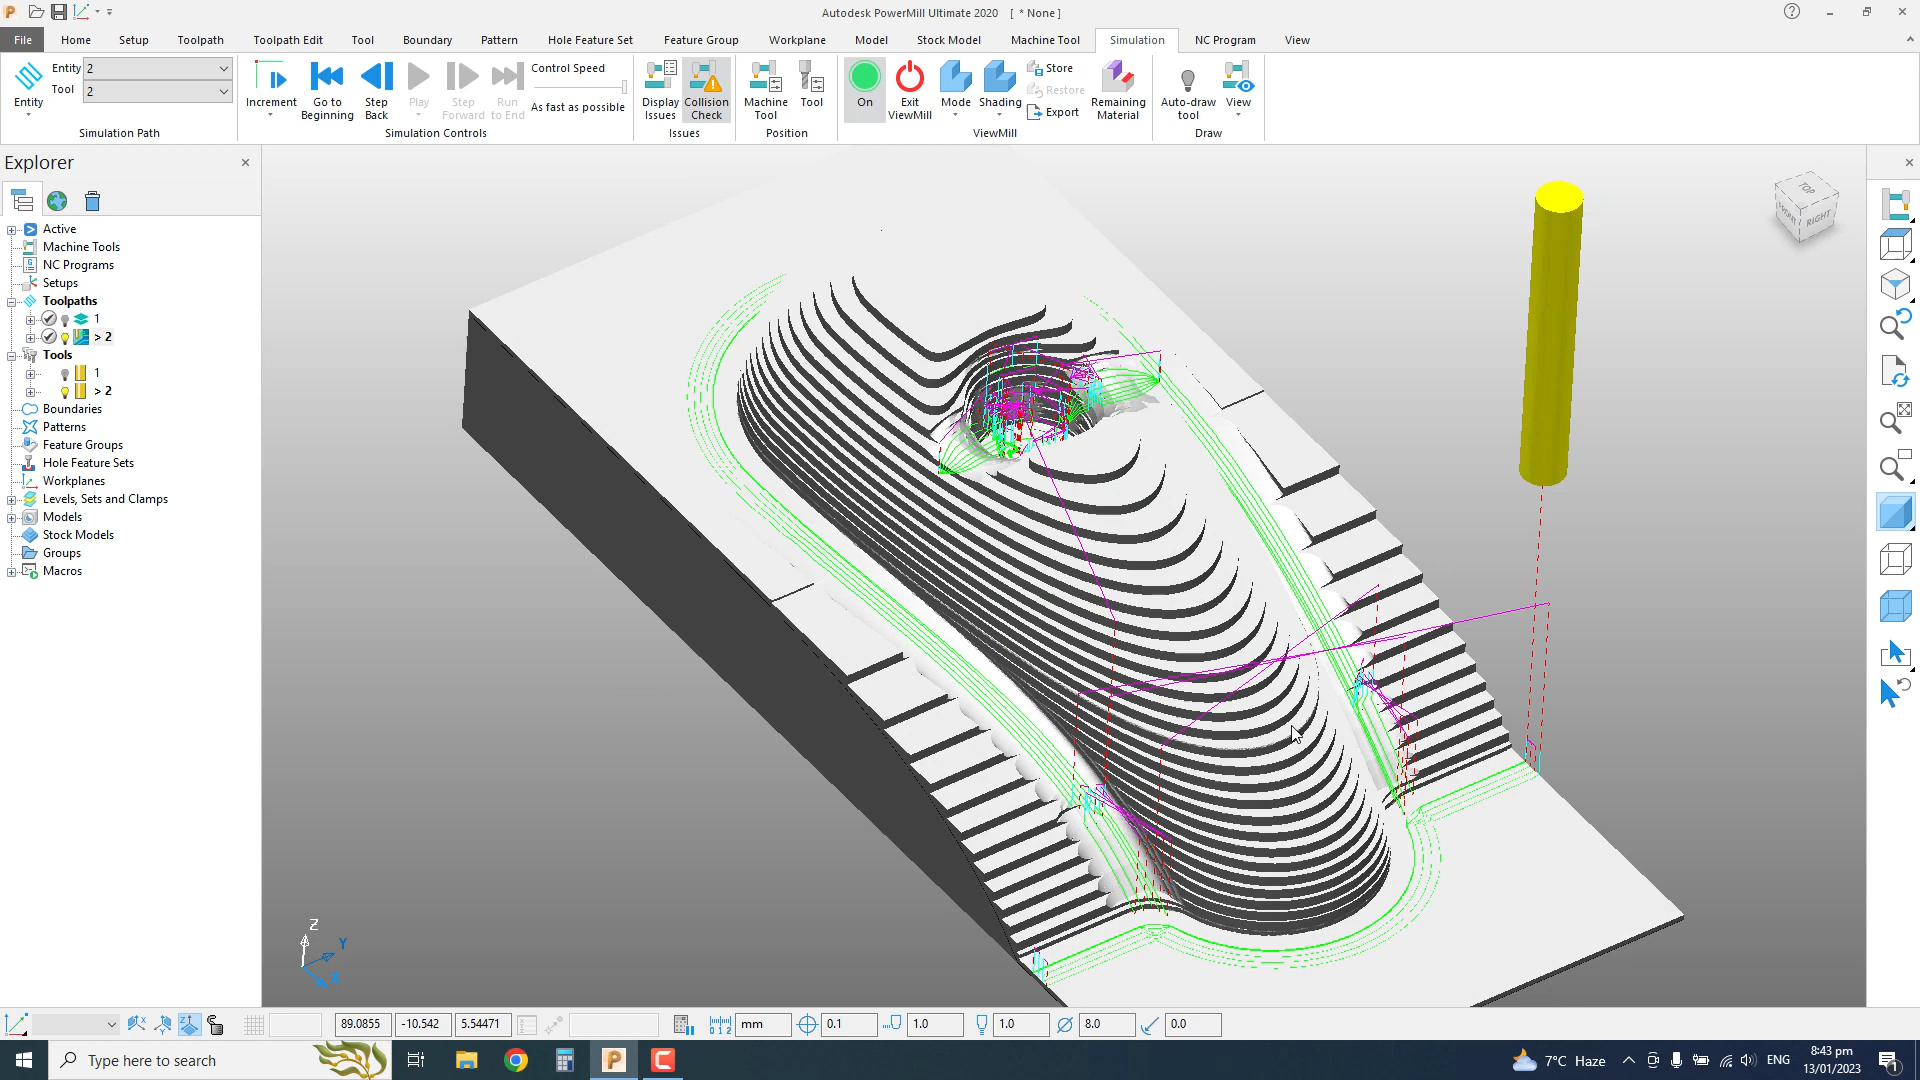 Autodesk PowerMill Ultimate 2020    [ * None ]
File Home Setup Toolpath Toolpath Edit Tool Boundary Pattern Hole Feature Set Feature Group Workplane Model Stock Model Machine Tool Simulation NC Program View
Entity
Entity 2
Tool 2
Simulation Path
Increment
Go to Beginning
Step Back
Play
Step Forward
Run to End
Control Speed
As fast as possible
Simulation Controls
Display Issues
Collision Check
Issues
Machine Tool
Tool
Position
On
Exit ViewMill
Mode
Shading
Store
Restore
Export
Remaining Material
ViewMill
Auto-draw tool
View
Draw
Explorer
Active
Machine Tools
NC Programs
Setups
Toolpaths
1
> 2
Tools
1
> 2
Boundaries
Patterns
Feature Groups
Hole Feature Sets
Workplanes
Levels, Sets and Clamps
Models
Stock Models
Groups
Macros
TOP
FRONT
RIGHT
Z
Y
X
89.0855 -10.542 5.54471 mm 0.1 1.0 1.0 8.0 0.0
Type here to search
7°C Haze
ENG
8:43 pm
13/01/2023
1